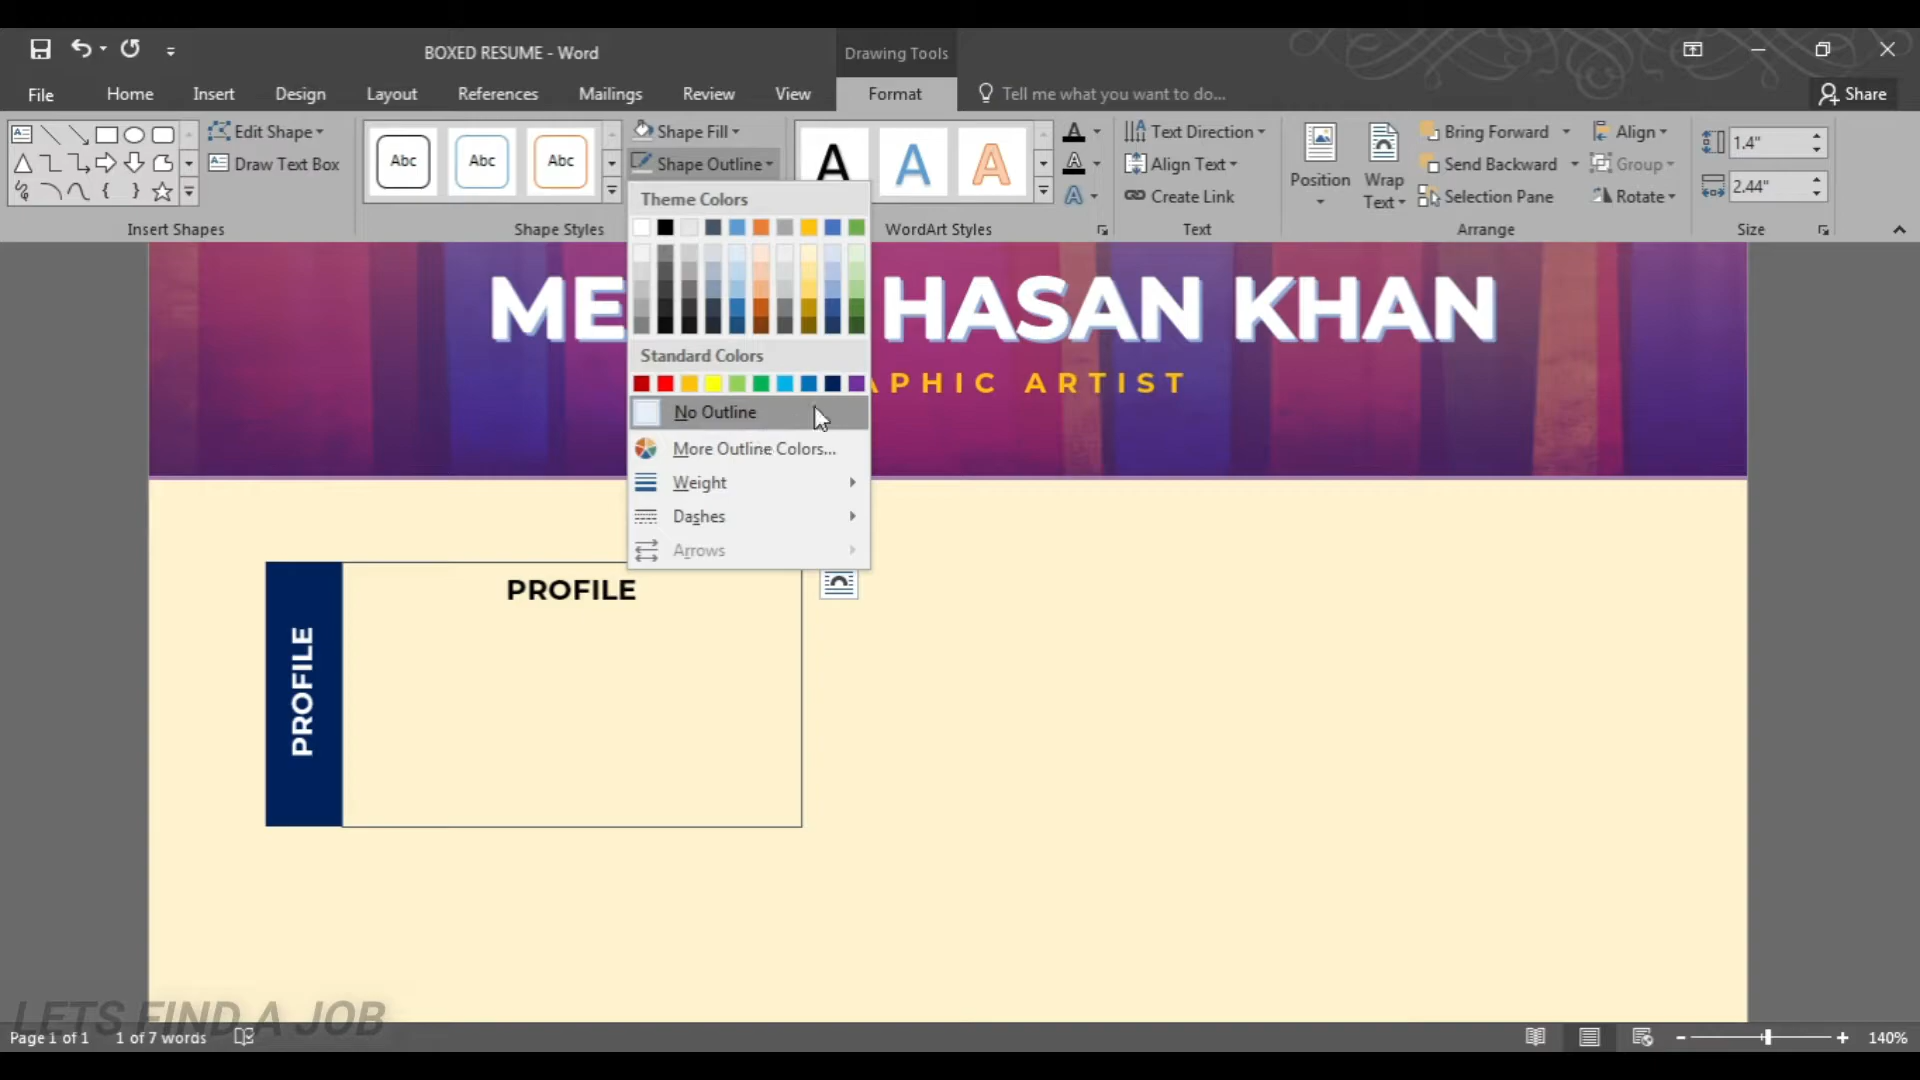 BOXED RESUME - Word
Drawing Tools
File
Home
Insert
Design
Layout
References
Mailings
Review
View
Format
Tell me what you want to do...
Share
Edit Shape
Draw Text Box
Insert Shapes
Abc
Abc
Abc
Shape Fill
Shape Outline
Shape Styles
A
A
A
WordArt Styles
Text Direction
Align Text
Create Link
Text
Position
Wrap
Text
Bring Forward
Send Backward
Selection Pane
Align
Group
Rotate
Arrange
1.4"
2.44"
Size
Theme Colors
Standard Colors
No Outline
More Outline Colors...
Weight
Dashes
Arrows
HASAN KHAN
APHIC ARTIST
PROFILE
PROFILE
LETS FIND A JOB
Page 1 of 1
1 of 7 words
140%